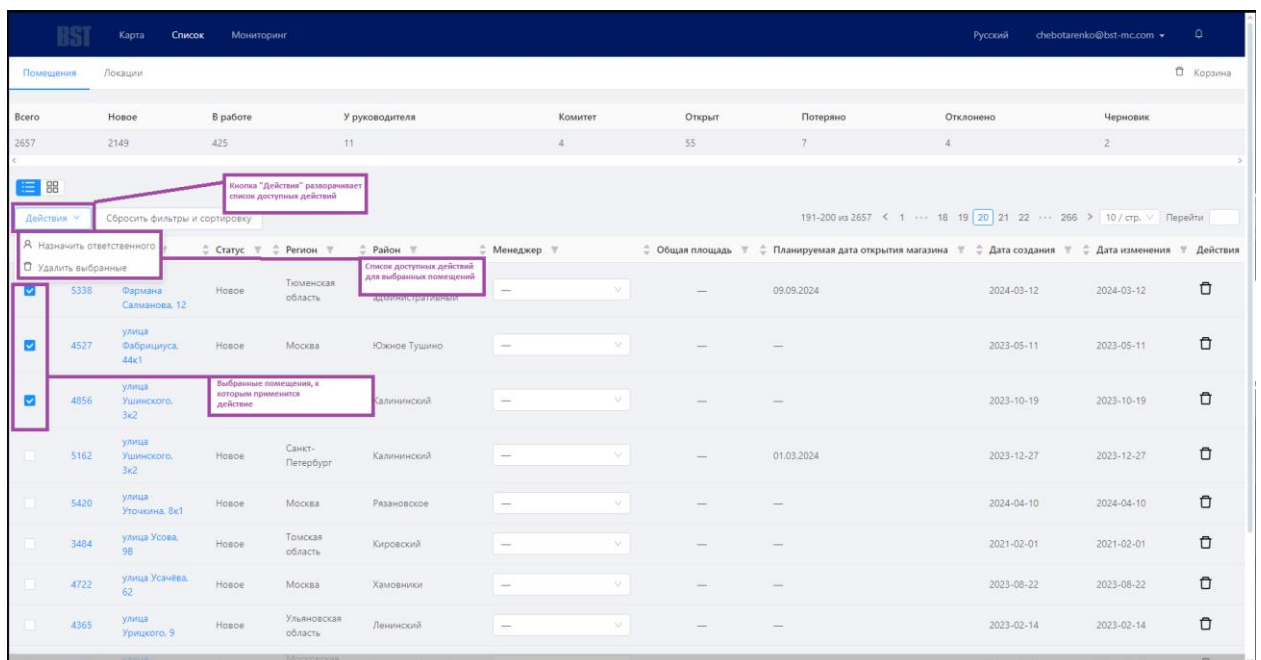 BST Карта Список Мониторинг Русский chebotarenko@bst-mc.com
Помещения Локации Корзина
Всего Новое В работе У руководителя Комитет Открыт Потеряно Отклонено Черновик
2657 2149 425 11 4 55 7 4 2
Кнопка "Действия" разворачивает
список доступных действий
Действия Сбросить фильтры и сортировку 191-200 из 2657 < 1 ··· 18 19 20 21 22 ··· 266 > 10 / стр. Перейти
Назначить ответственного
Удалить выбранные
Статус Регион Район Менеджер Общая площадь Планируемая дата открытия магазина Дата создания Дата изменения Действия
Список доступных действий
для выбранных помещений
5338 Фармана Новое Тюменская — — 09.09.2024 2024-03-12 2024-03-12
Салманова, 12 область административный
улица
4527 Фабрициуса, Новое Москва Южное Тушино — — — 2023-05-11 2023-05-11
44к1
Выбранные помещения, к
которым применится
действие
улица
4856 Ушинского, Калининский — — — 2023-10-19 2023-10-19
3к2
улица
5162 Ушинского, Новое Санкт- Калининский — — 01.03.2024 2023-12-27 2023-12-27
3к2 Петербург
5420 улица Новое Москва Рязановское — — — 2024-04-10 2024-04-10
Уточкина, 8к1
3484 улица Усова, Новое Томская Кировский — — — 2021-02-01 2021-02-01
9В область
4722 улица Усачёва, Новое Москва Хамовники — — — 2023-08-22 2023-08-22
62
4365 улица Новое Ульяновская Ленинский — — — 2023-02-14 2023-02-14
Урицкого, 9 область